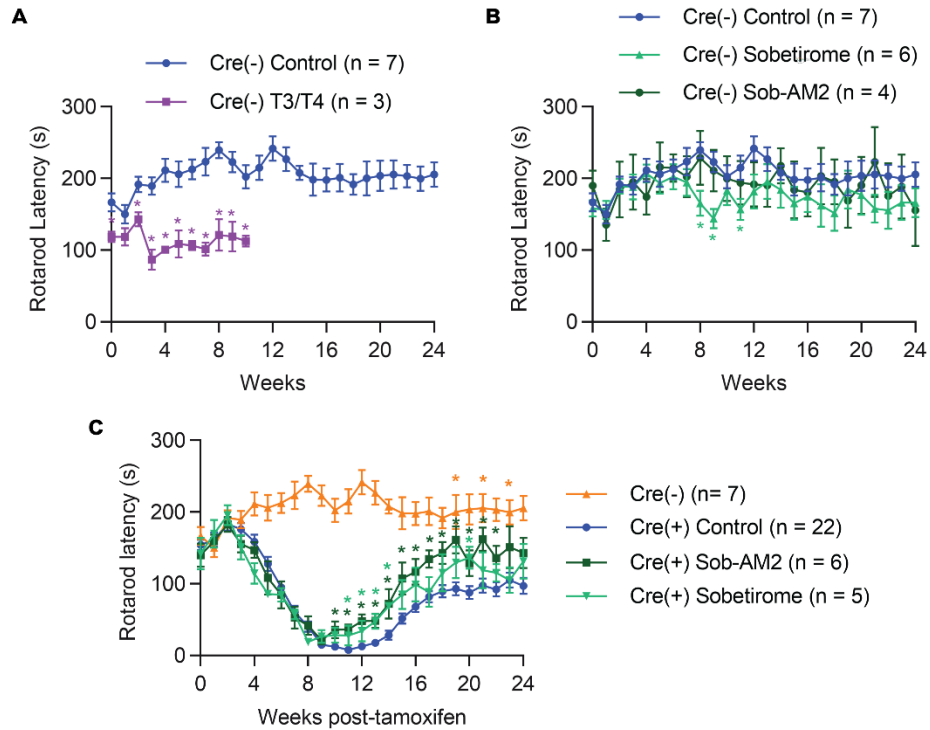 A
Cre(-) Control (n = 7)
Cre(-) T3/T4 (n = 3)
300
200
100
0
Rotarod Latency (s)
* * * * * * * * * *
0 4 8 12 16 20 24
Weeks
B
Cre(-) Control (n = 7)
Cre(-) Sobetirome (n = 6)
Cre(-) Sob-AM2 (n = 4)
300
200
100
0
Rotarod Latency (s)
* * *
0 4 8 12 16 20 24
Weeks
C
300
200
100
0
Rotarod latency (s)
0 4 8 12 16 20 24
Weeks post-tamoxifen
Cre(-) (n= 7)
Cre(+) Control (n = 22)
Cre(+) Sob-AM2 (n = 6)
Cre(+) Sobetirome (n = 5)